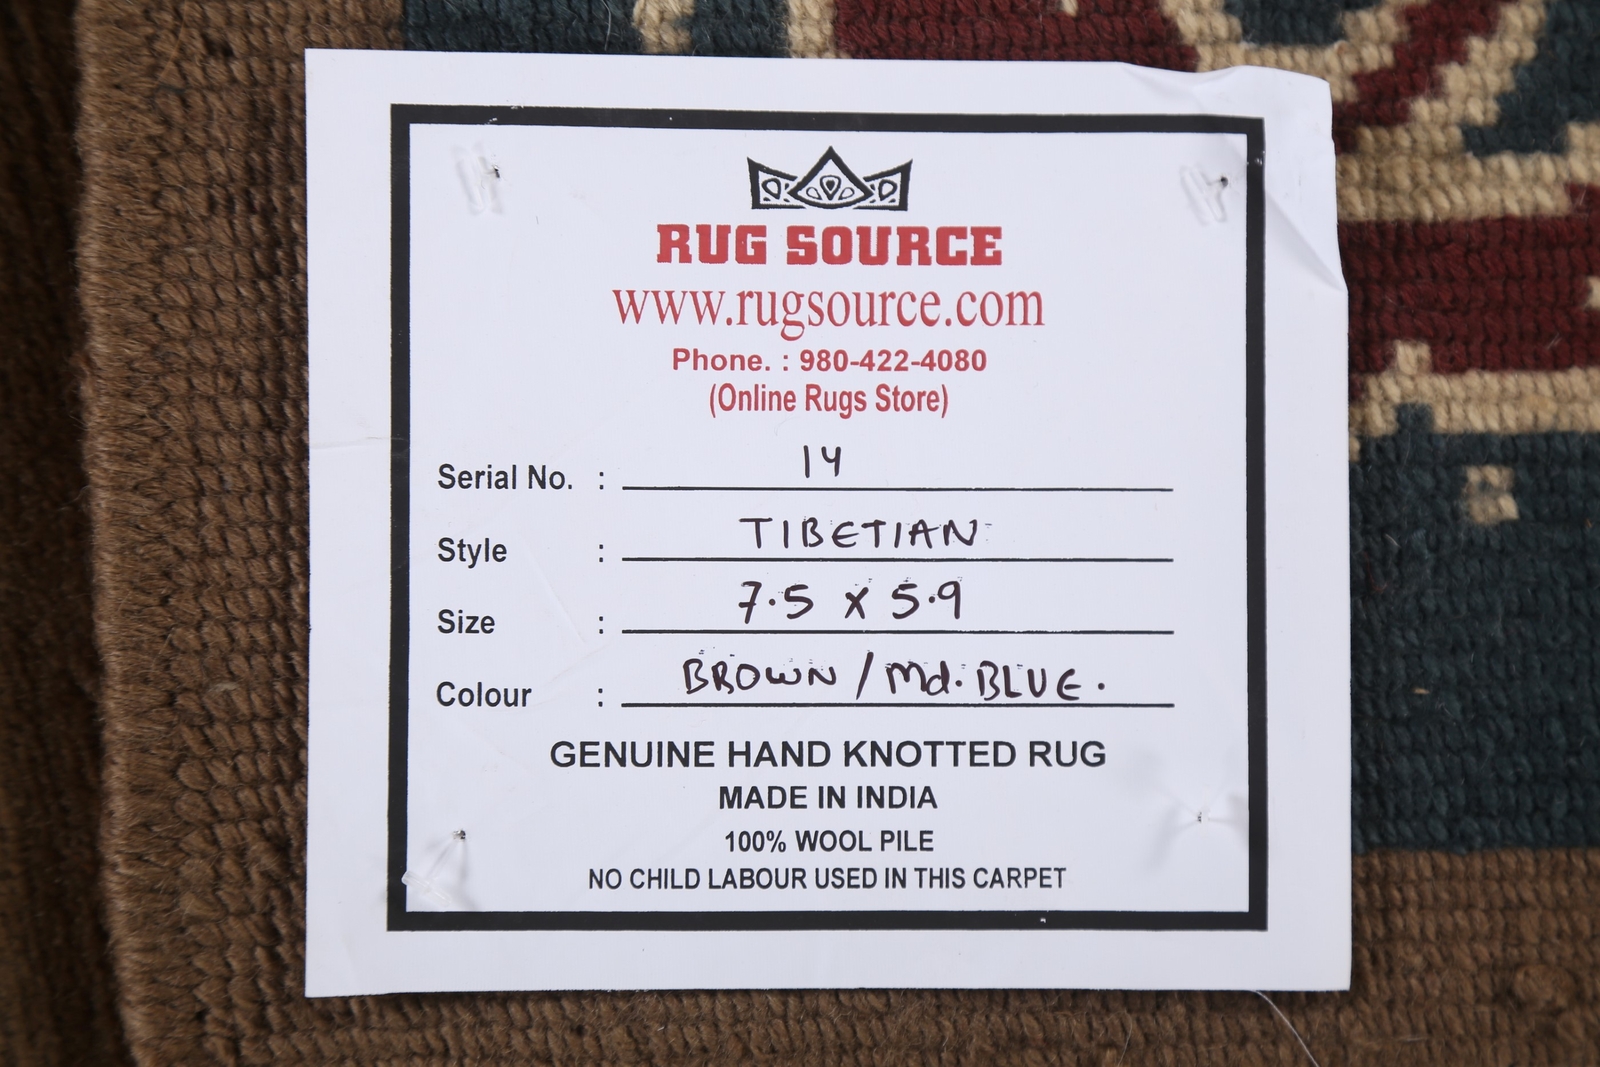 RUG SOURCE
www.rugsource.com
Phone. : 980-422-4080
(Online Rugs Store)
Serial No. : 14
Style : TIBETIAN
Size : 7.5 x 5.9
Colour : BROWN / Md. BLUE.
GENUINE HAND KNOTTED RUG
MADE IN INDIA
100% WOOL PILE
NO CHILD LABOUR USED IN THIS CARPET